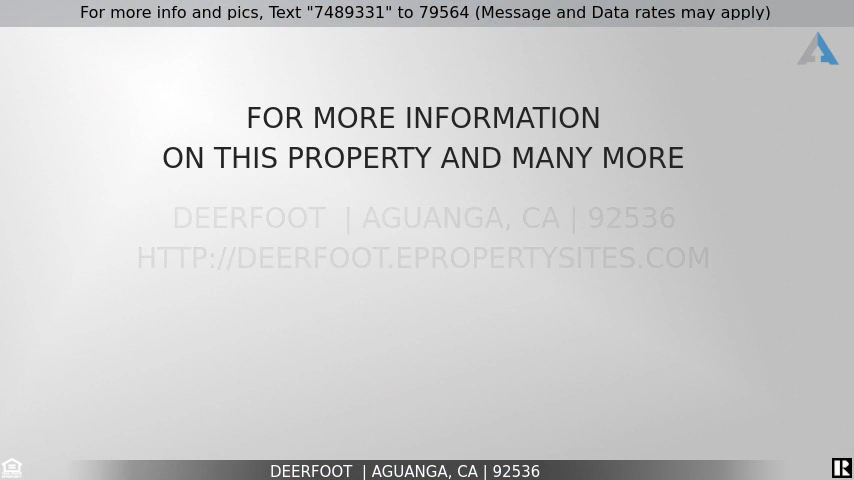 For more info and pics, Text "7489331" to 79564 (Message and Data rates may apply)
FOR MORE INFORMATION
ON THIS PROPERTY AND MANY MORE
DEERFOOT | AGUANGA, CA | 92536
HTTP://DEERFOOT.EPROPERTYSITES.COM
DEERFOOT | AGUANGA, CA | 92536